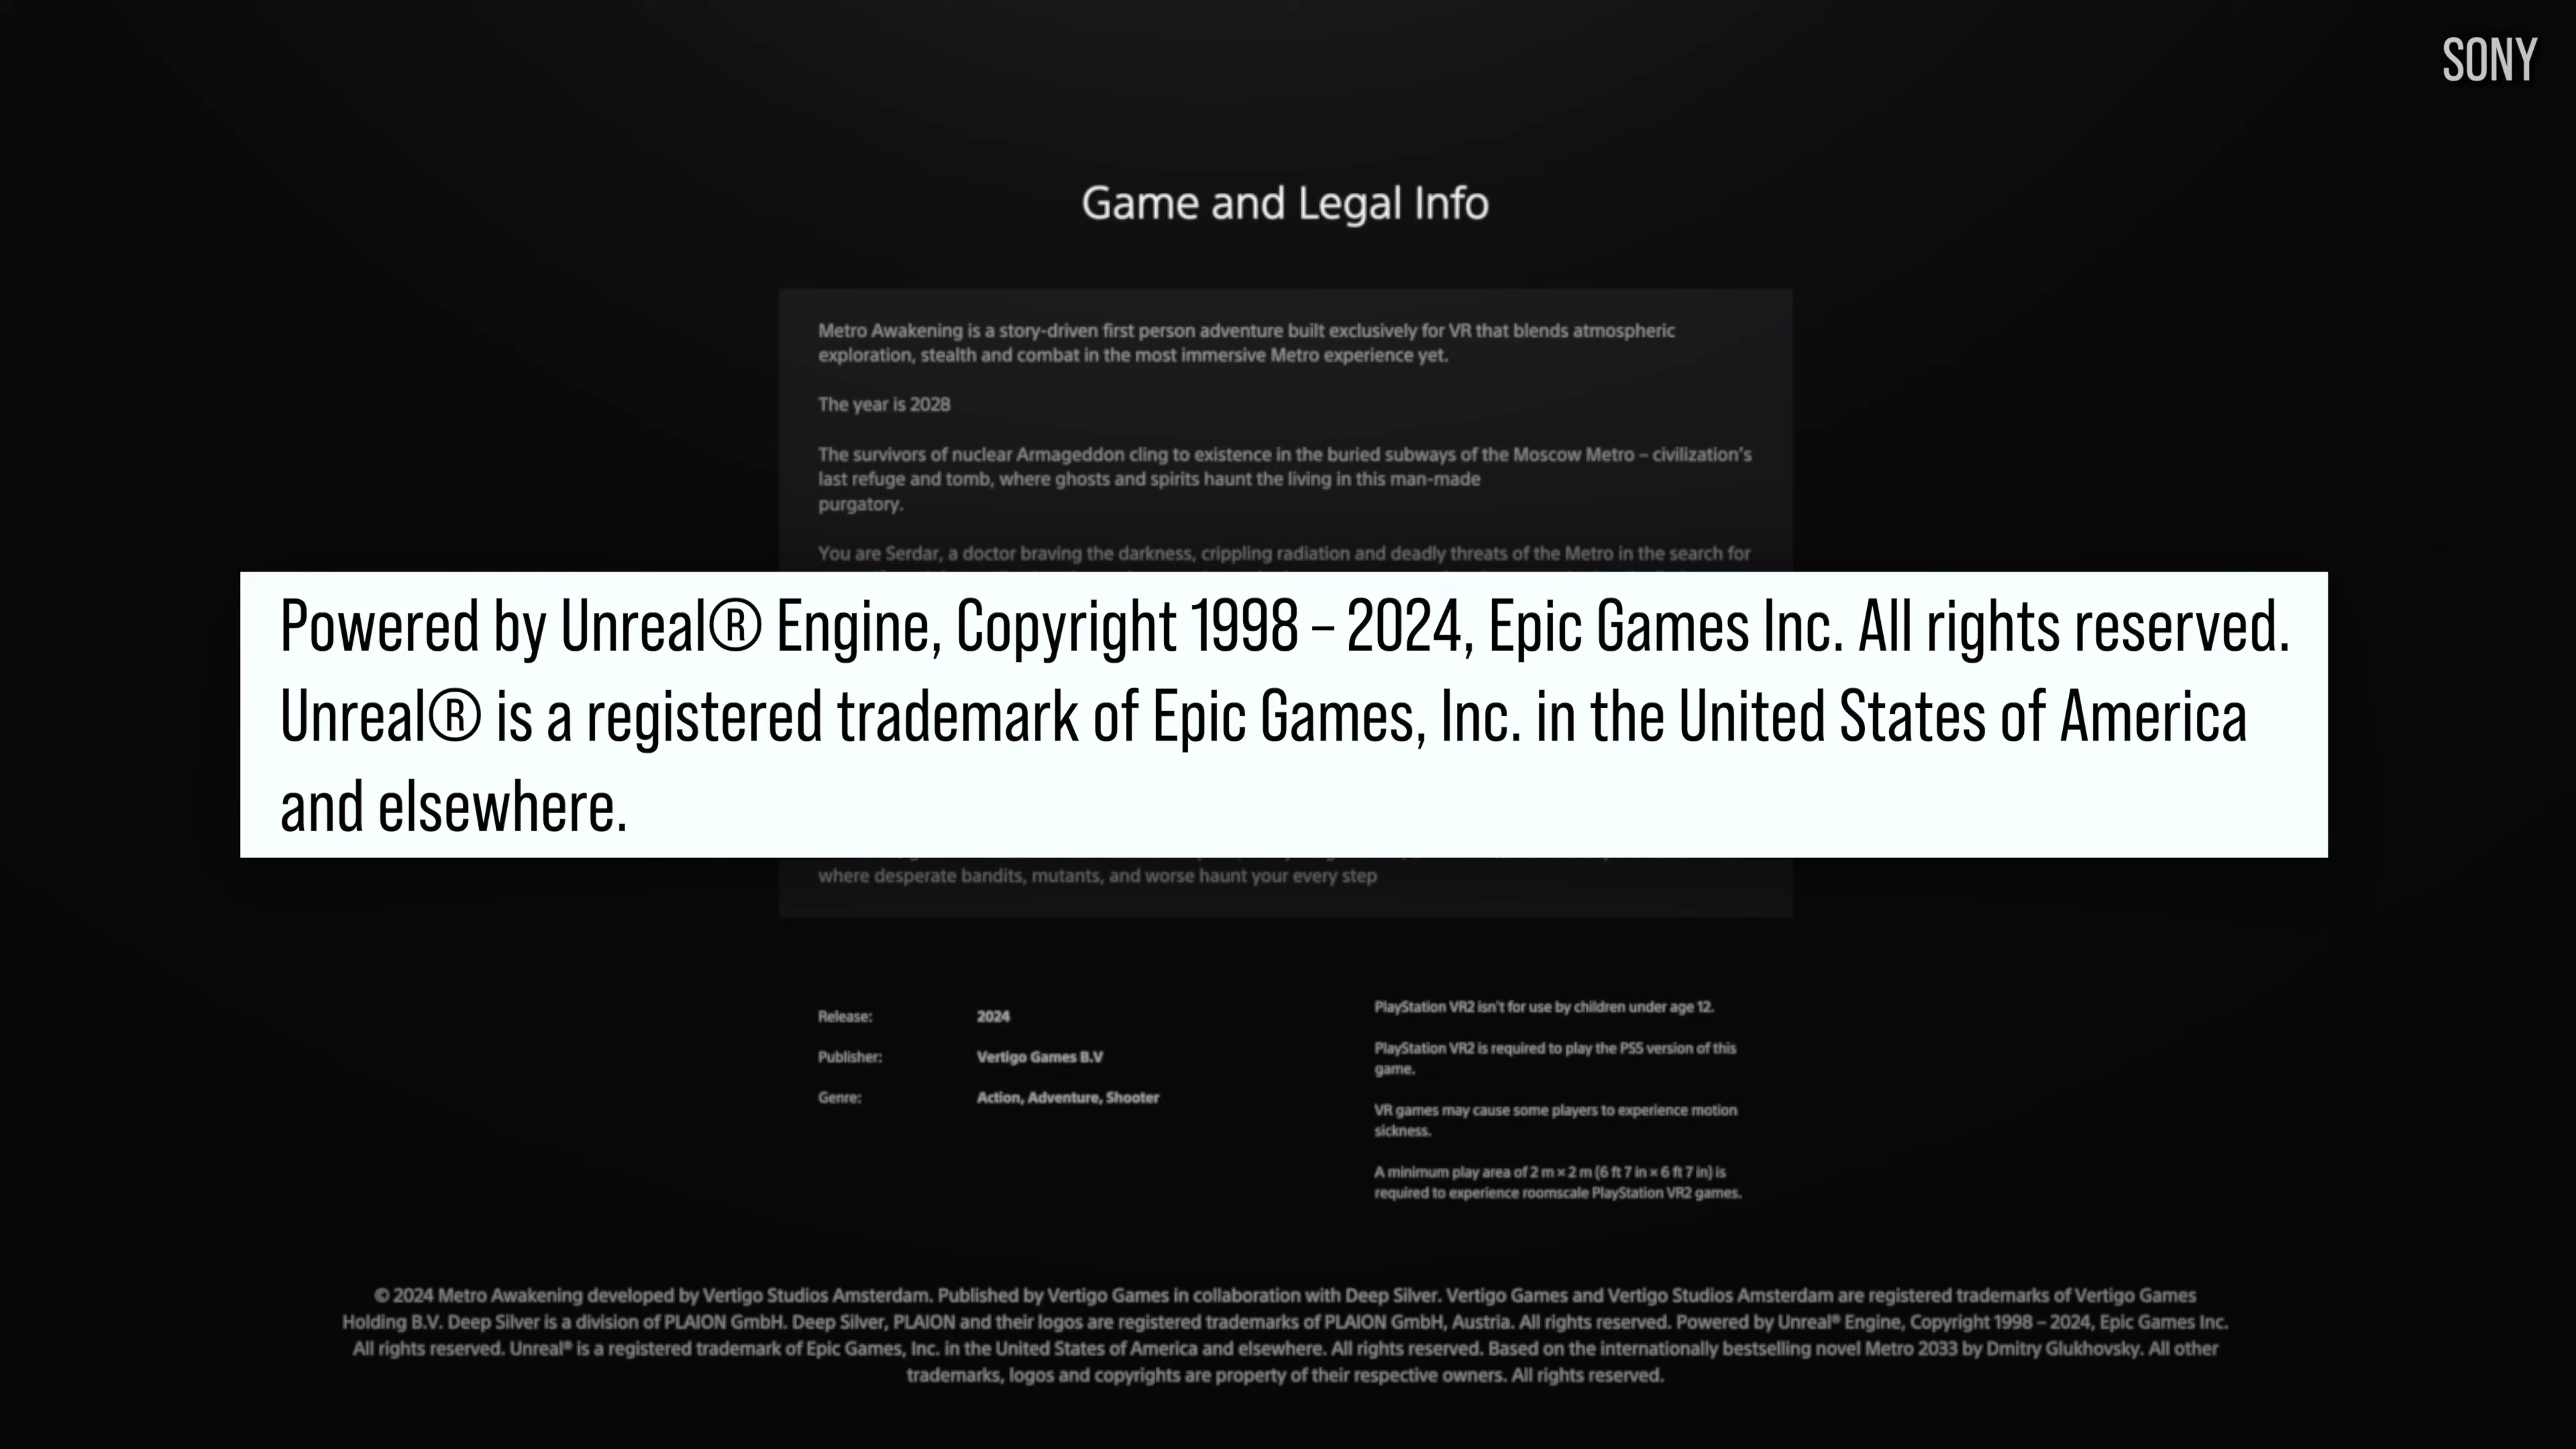 SONY
Game and Legal Info
Metro Awakening is a story-driven first person adventure built exclusively for VR that blends atmospheric
exploration, stealth and combat in the most immersive Metro experience yet.
The year is 2028
The survivors of nuclear Armageddon cling to existence in the buried subways of the Moscow Metro – civilization's
last refuge and tomb, where ghosts and spirits haunt the living in this man-made
purgatory.
You are Serdar, a doctor braving the darkness, crippling radiation and deadly threats of the Metro in the search for
Powered by Unreal® Engine, Copyright 1998 – 2024, Epic Games Inc. All rights reserved.
Unreal® is a registered trademark of Epic Games, Inc. in the United States of America
and elsewhere.
where desperate bandits, mutants, and worse haunt your every step
Release: 2024
Publisher: Vertigo Games B.V
Genre: Action, Adventure, Shooter
PlayStation VR2 isn't for use by children under age 12.
PlayStation VR2 is required to play the PS5 version of this
game.
VR games may cause some players to experience motion
sickness.
A minimum play area of 2 m × 2 m (6 ft 7 in × 6 ft 7 in) is
required to experience roomscale PlayStation VR2 games.
© 2024 Metro Awakening developed by Vertigo Studios Amsterdam. Published by Vertigo Games in collaboration with Deep Silver. Vertigo Games and Vertigo Studios Amsterdam are registered trademarks of Vertigo Games
Holding B.V. Deep Silver is a division of PLAION GmbH. Deep Silver, PLAION and their logos are registered trademarks of PLAION GmbH, Austria. All rights reserved. Powered by Unreal® Engine, Copyright 1998 – 2024, Epic Games Inc.
All rights reserved. Unreal® is a registered trademark of Epic Games, Inc. in the United States of America and elsewhere. All rights reserved. Based on the internationally bestselling novel Metro 2033 by Dmitry Glukhovsky. All other
trademarks, logos and copyrights are property of their respective owners. All rights reserved.